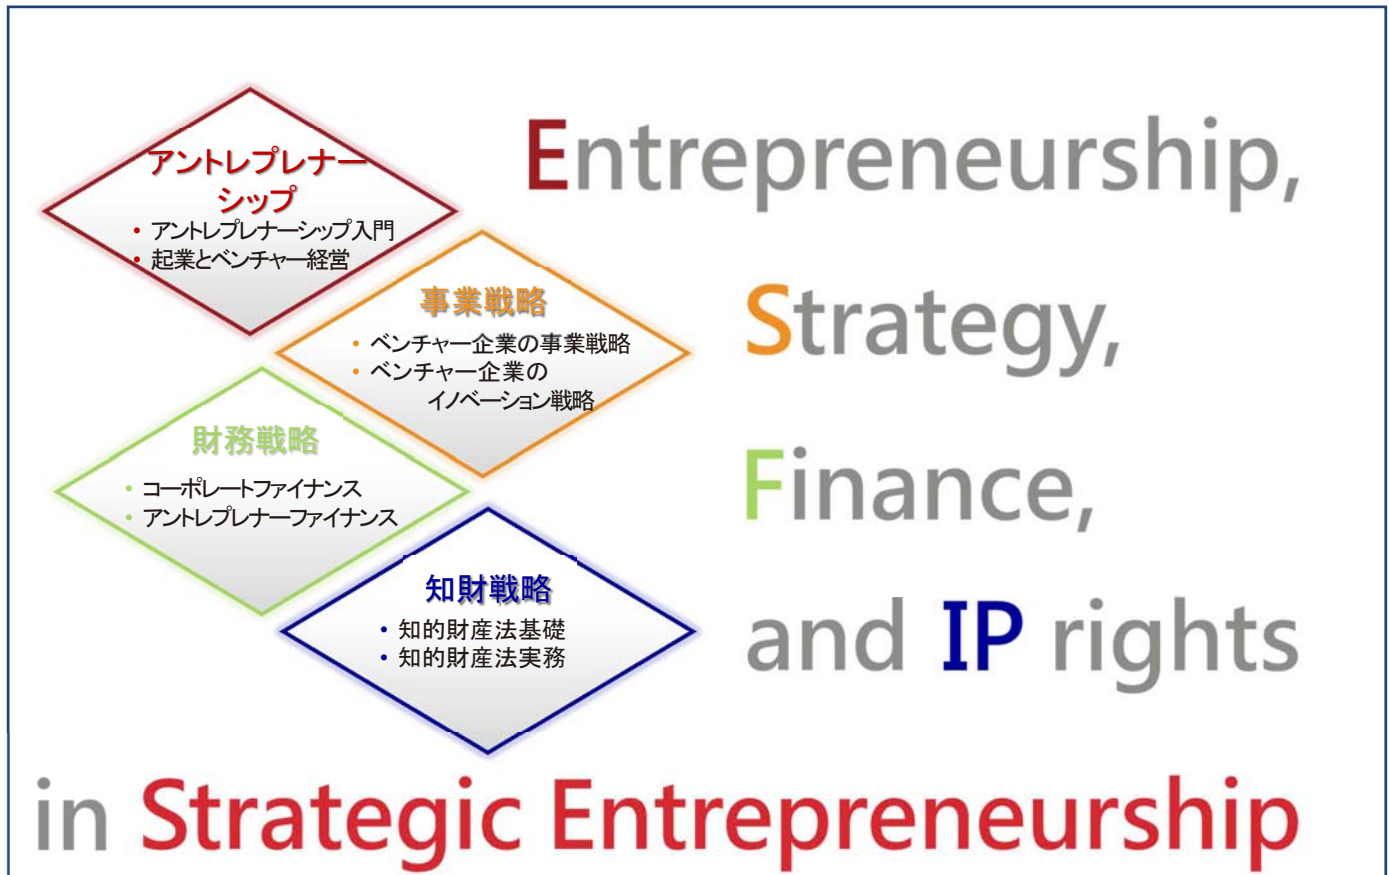 アントレプレナー
シップ
• アントレプレナーシップ入門
• 起業とベンチャー経営
事業戦略
• ベンチャー企業の事業戦略
• ベンチャー企業の
イノベーション戦略
財務戦略
• コーポレートファイナンス
• アントレプレナーファイナンス
知財戦略
• 知的財産法基礎
• 知的財産法実務
Entrepreneurship,
Strategy,
Finance,
and IP rights
in Strategic Entrepreneurship